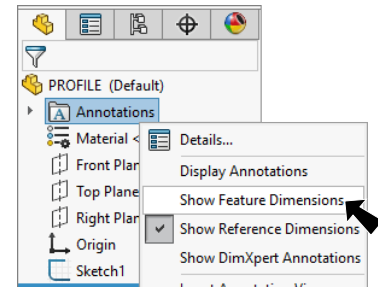 PROFILE (Default)
Annotations
Material <
Details...
Front Plan
Display Annotations
Top Plane
Show Feature Dimensions
Right Plan
Show Reference Dimensions
Origin
Show DimXpert Annotations
Sketch1